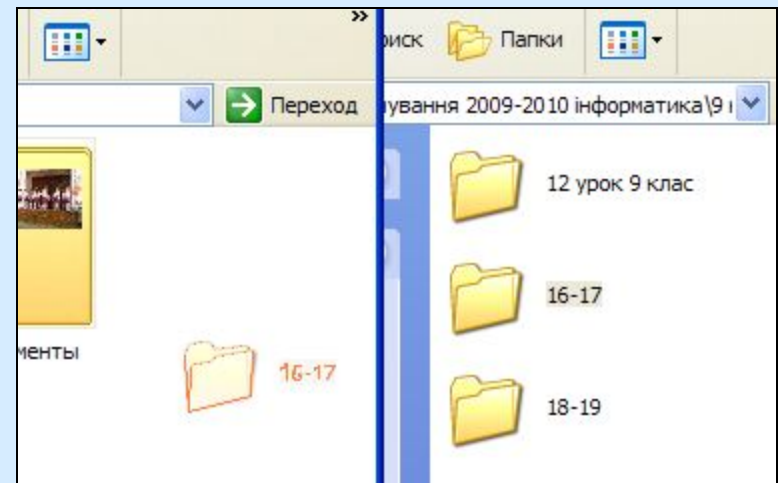 »
Переход
менты
16-17
иск Папки
ування 2009-2010 інформатика\9
12 урок 9 клас
16-17
18-19